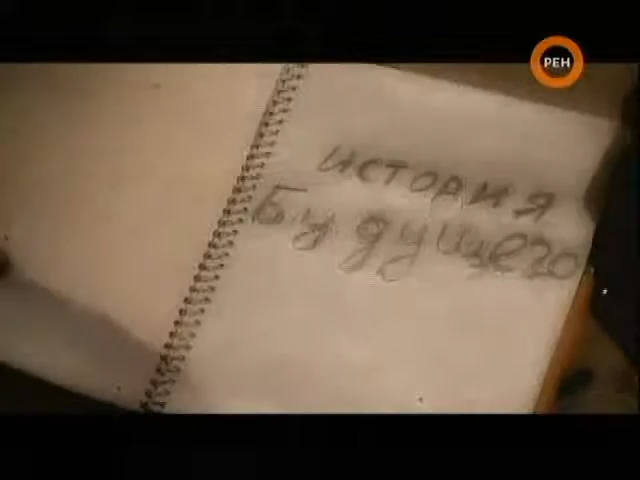 РЕН
история
Будущего